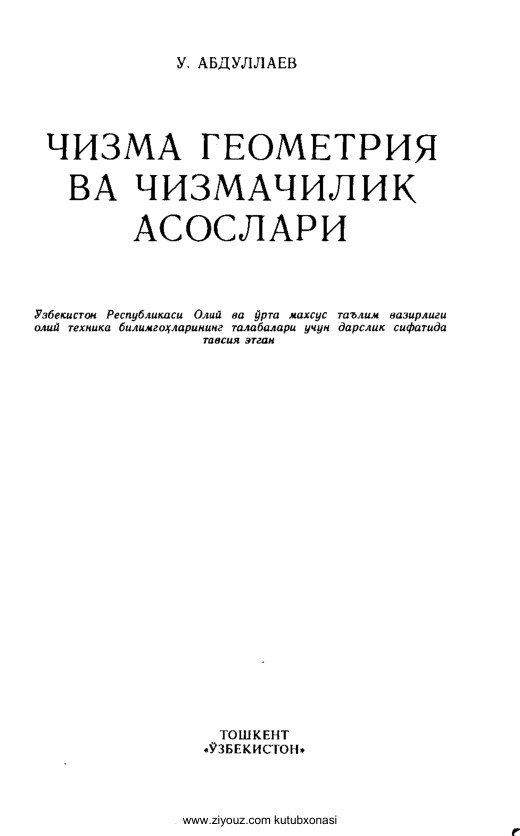 У. АБДУЛЛАЕВ
ЧИЗМА ГЕОМЕТРИЯ
ВА ЧИЗМАЧИЛИҚ
АСОСЛАРИ
Ўзбекистон Республикаси Олий ва ўрта махсус таълим вазирлиги
олий техника билимгоҳларининг талабалари учун дарслик сифатида
тавсия этган
ТОШКЕНТ
«ЎЗБЕКИСТОН»
www.ziyouz.com kutubxonasi